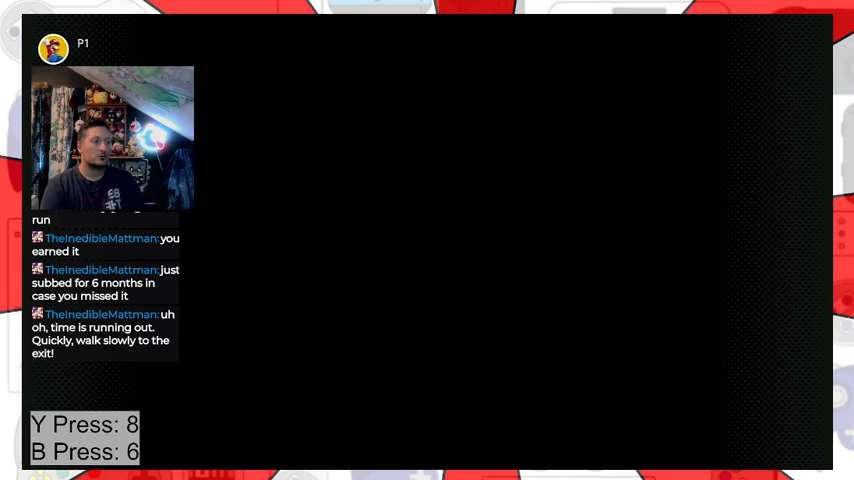 P1
run
TheInedibleMattman: you
earned it
TheInedibleMattman: just
subbed for 6 months in
case you missed it
TheInedibleMattman: uh
oh, time is running out.
Quickly, walk slowly to the
exit!
Y Press: 8
B Press: 6